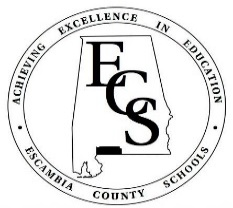 ACHIEVING EXCELLENCE IN EDUCATION
ECS
• ESCAMBIA COUNTY SCHOOLS •